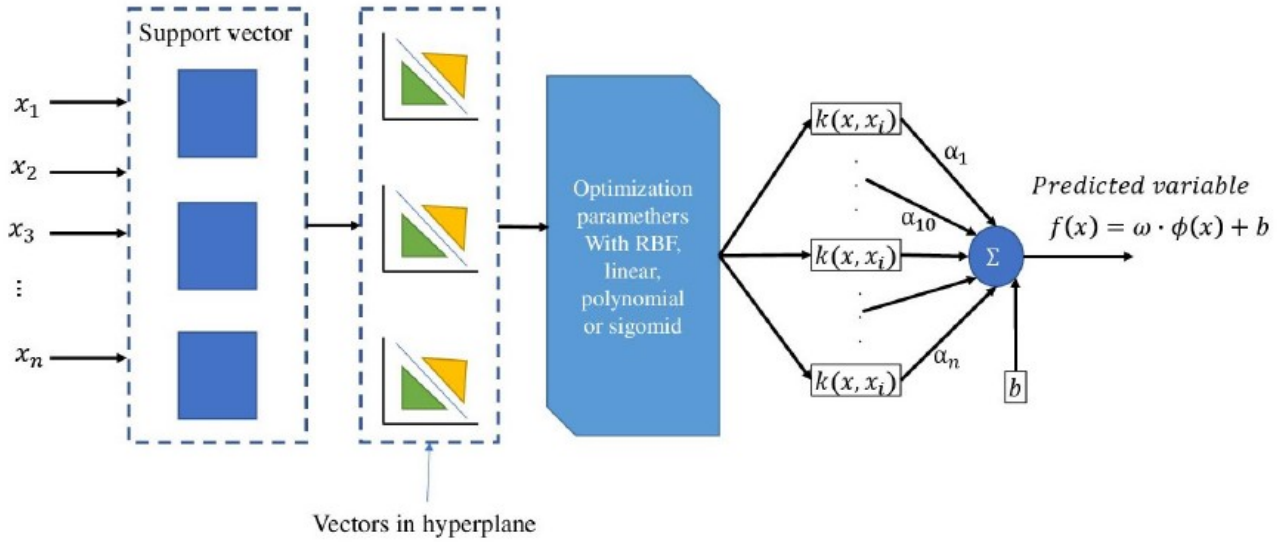 Support vector
x₁
x₂
x₃
...
xₙ
Vectors in hyperplane
Optimization
paramethers
With RBF,
linear,
polynomial
or sigomid
k(x, xᵢ)
k(x, xᵢ)
k(x, xᵢ)
α₁
α₁₀
αₙ
Σ
b
Predicted variable
f(x) = ω · ϕ(x) + b